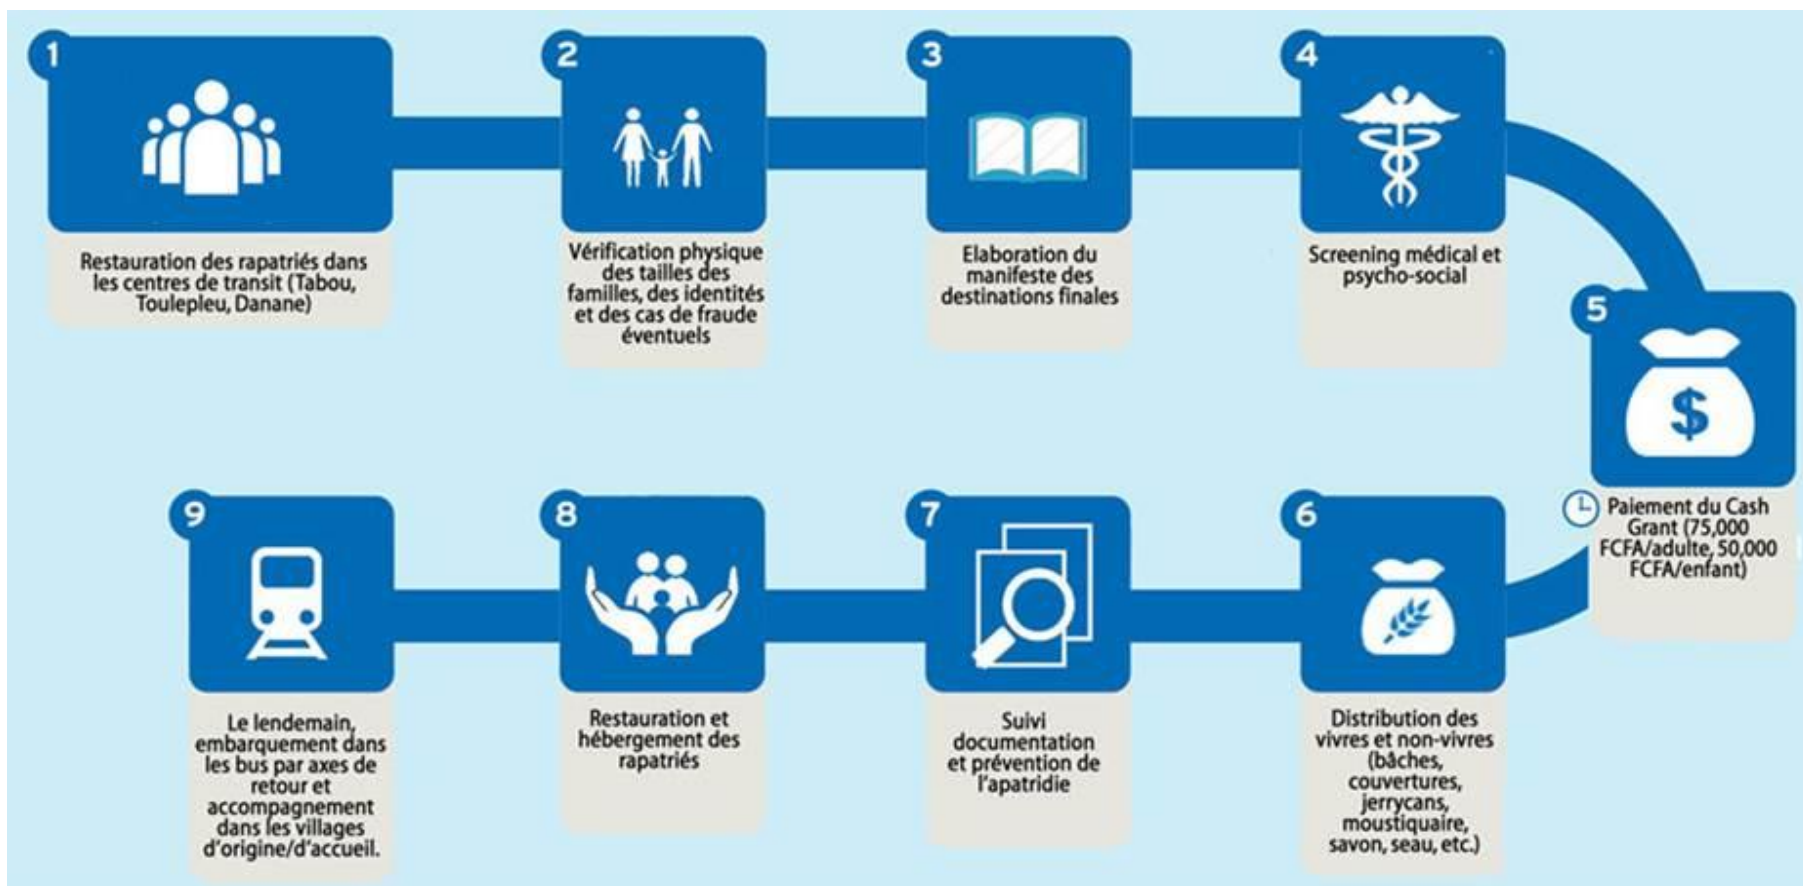 1
Restauration des rapatriés dans
les centres de transit (Tabou,
Toulepleu, Danane)
2
Vérification physique
des tailles des
familles, des identités
et des cas de fraude
éventuels
3
Elaboration du
manifeste des
destinations finales
4
Screening médical et
psycho-social
5
$
Paiement du Cash
Grant (75,000
FCFA/adulte, 50,000
FCFA/enfant)
6
Distribution des
vivres et non-vivres
(bâches,
couvertures,
jerrycans,
moustiquaire,
savon, seau, etc.)
7
Suivi
documentation
et prévention de
l'apatridie
8
Restauration et
hébergement des
rapatriés
9
Le lendemain,
embarquement dans
les bus par axes de
retour et
accompagnement
dans les villages
d'origine/d'accueil.